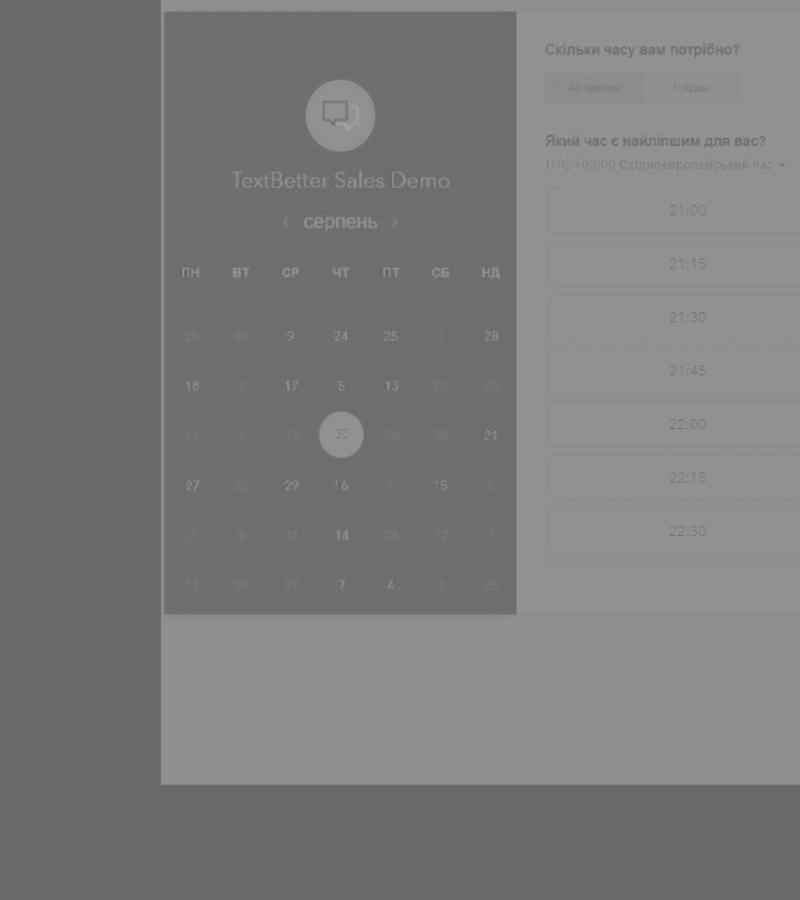 TextBetter Sales Demo
‹ серпень ›
ПН ВТ СР ЧТ ПТ СБ НД
25 10 9 24 25 1 28
18 2 17 5 13 23 20
11 2 15 30 28 30 21
27 30 29 16 1 15 8
2 9 31 14 24 12 7
11 18 17 7 4 3 25
Скільки часу вам потрібно?
40 хвилин 1 годин
Який час є найліпшим для вас?
UTC +03:00 Східноєвропейський час
21:00
21:15
21:30
21:45
22:00
22:15
22:30